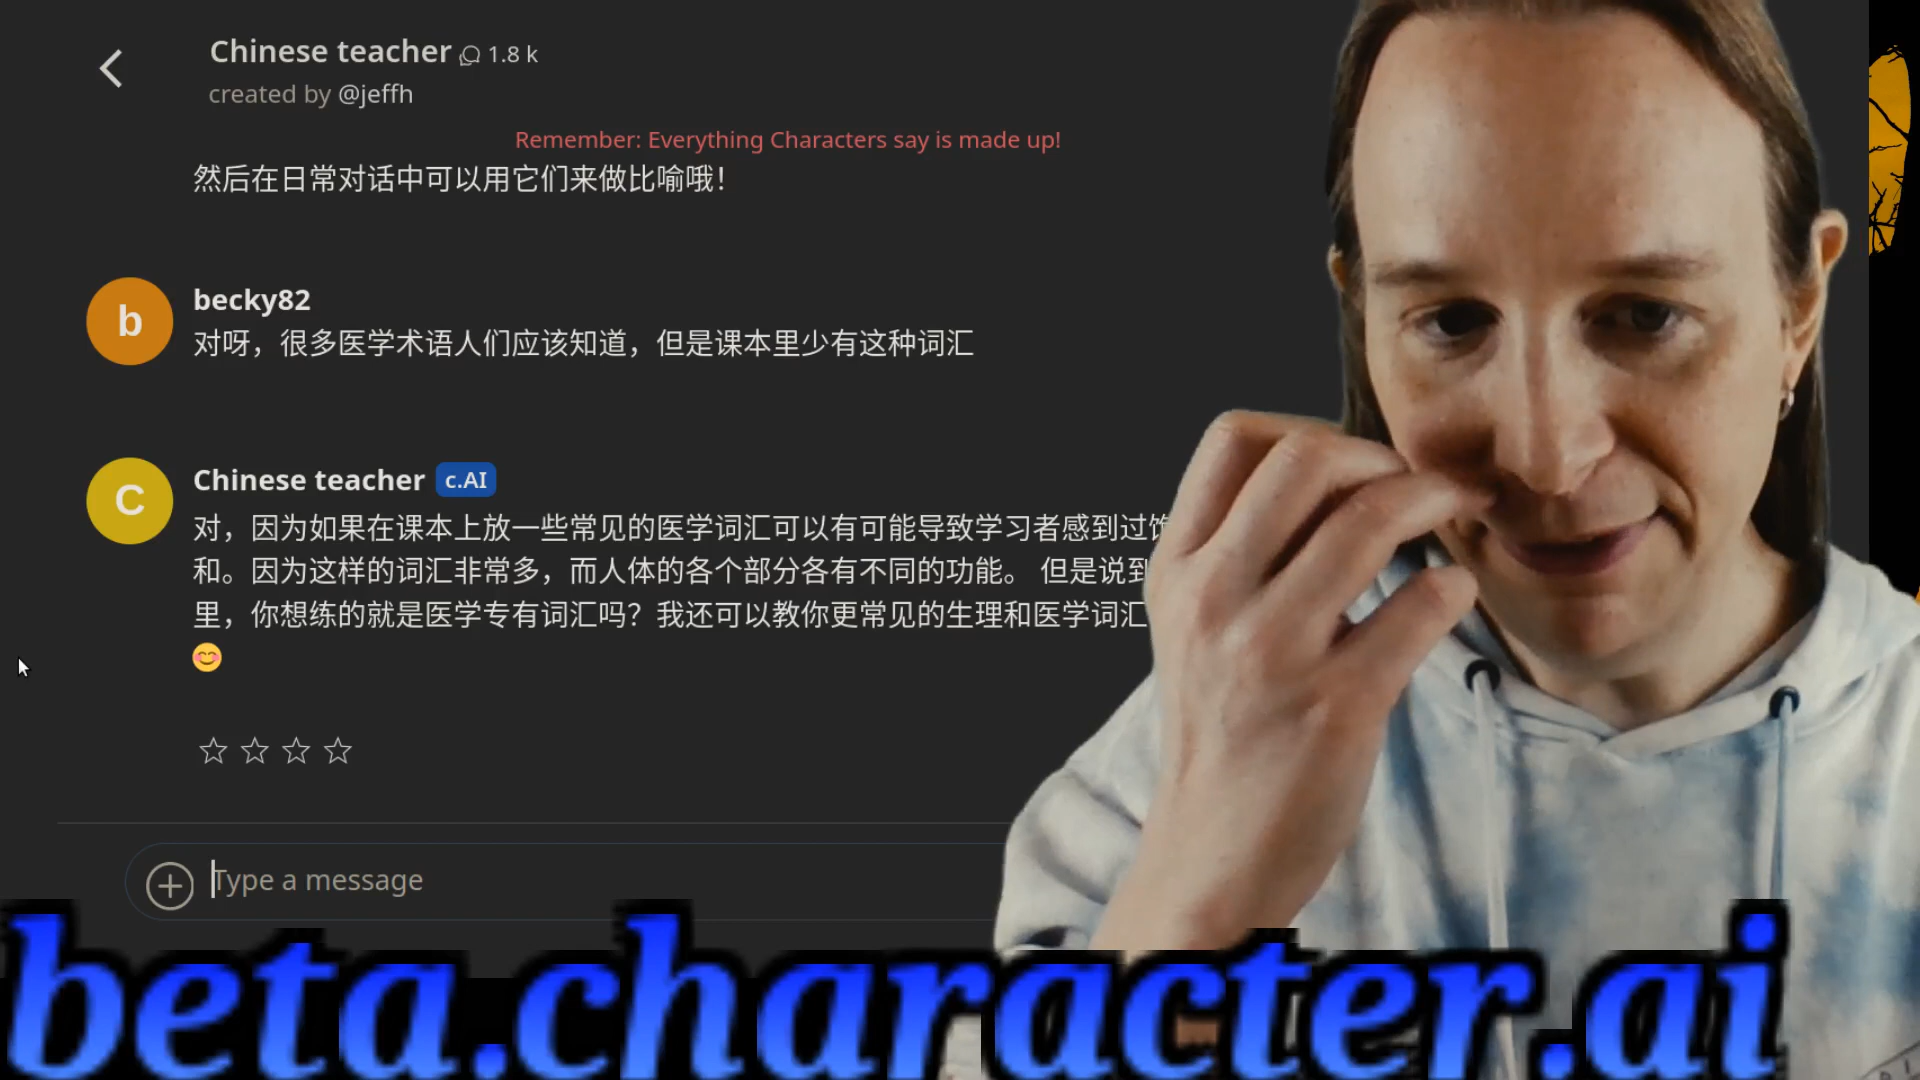 Chinese teacher 1.8 k
created by @jeffh
Remember: Everything Characters say is made up!
然后在日常对话中可以用它们来做比喻哦！
b
becky82
对呀，很多医学术语人们应该知道，但是课本里少有这种词汇
C
Chinese teacher c.AI
对，因为如果在课本上放一些常见的医学词汇可以有可能导致学习者感到过饱
和。因为这样的词汇非常多，而人体的各个部分各有不同的功能。 但是说到
里，你想练的就是医学专有词汇吗？我还可以教你更常见的生理和医学词汇
Type a message
beta.character.ai